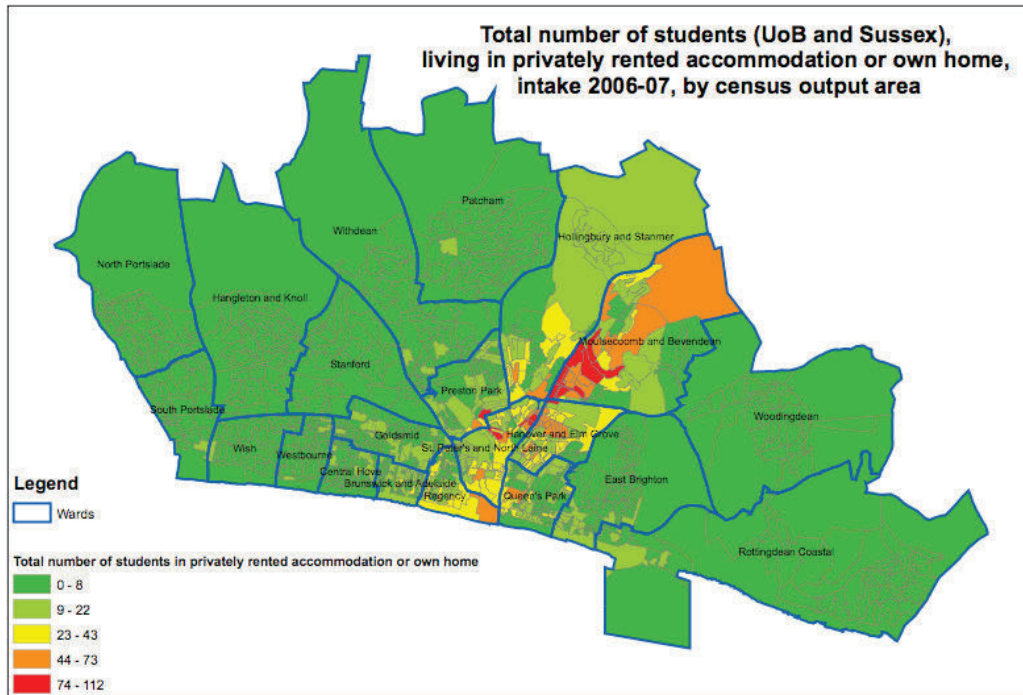 Total number of students (UoB and Sussex),
living in privately rented accommodation or own home,
intake 2006-07, by census output area
Patcham
Hollingbury and Stanmer
Withdean
North Portslade
Hangleton and Knoll
Moulsecoomb and Bevendean
Stanford
Preston Park
Woodingdean
South Portslade
Goldsmid
Hanover and Elm Grove
Wish
St. Peter's and North Laine
Westbourne
Central Hove
East Brighton
Brunswick and Adelaide
Regency
Queen's Park
Rottingdean Coastal
Legend
Wards
Total number of students in privately rented accommodation or own home
0 - 8
9 - 22
23 - 43
44 - 73
74 - 112